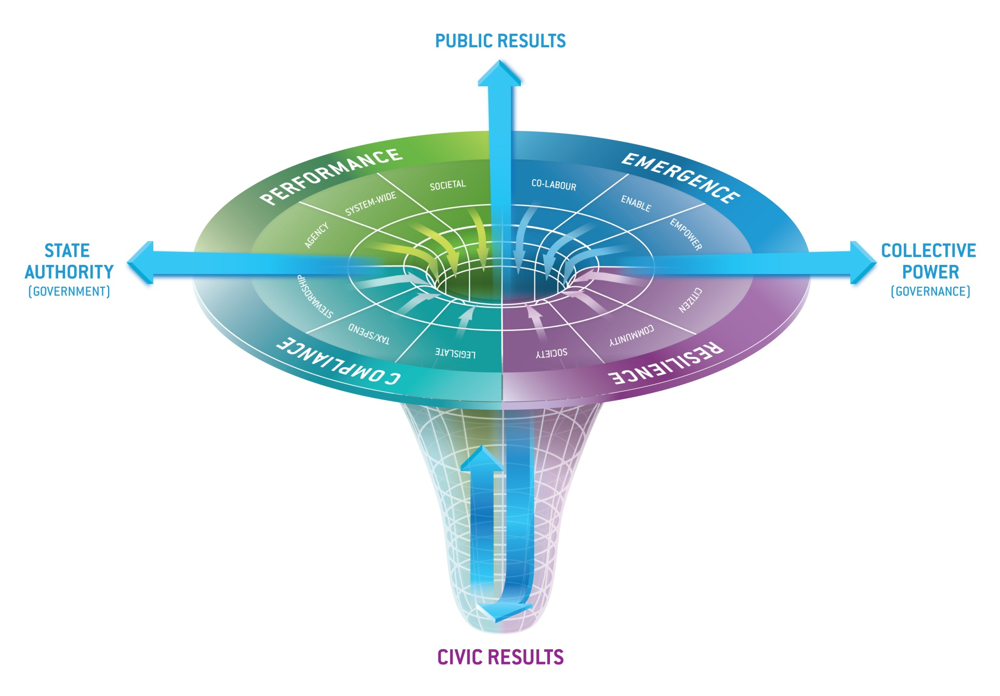 PUBLIC RESULTS
PERFORMANCE
EMERGENCE
SOCIETAL
CO-LABOUR
SYSTEM-WIDE
ENABLE
AGENCY
EMPOWER
STATE
AUTHORITY
(GOVERNMENT)
COLLECTIVE
POWER
(GOVERNANCE)
STEWARDSHIP
CITIZEN
TAX/SPEND
COMMUNITY
LEGISLATE
SOCIETY
COMPLIANCE
RESILIENCE
CIVIC RESULTS